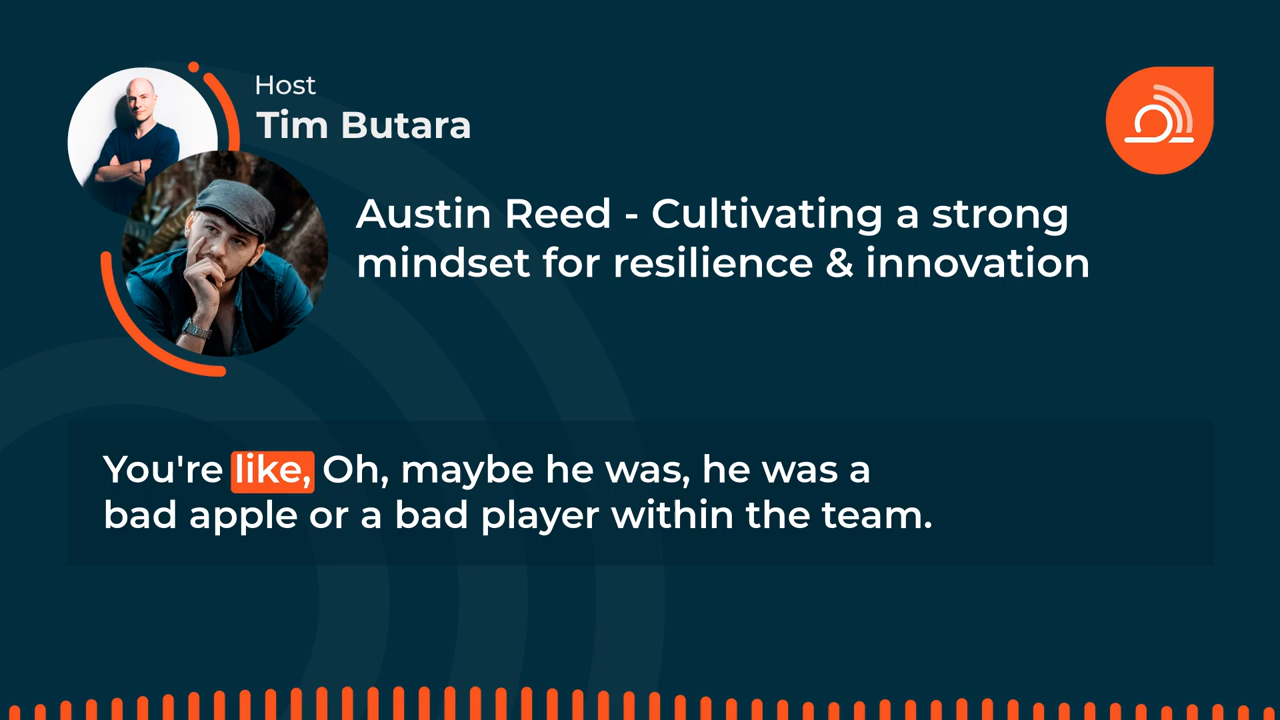 Host
Tim Butara
Austin Reed - Cultivating a strong
mindset for resilience & innovation
You're like, Oh, maybe he was, he was a
bad apple or a bad player within the team.